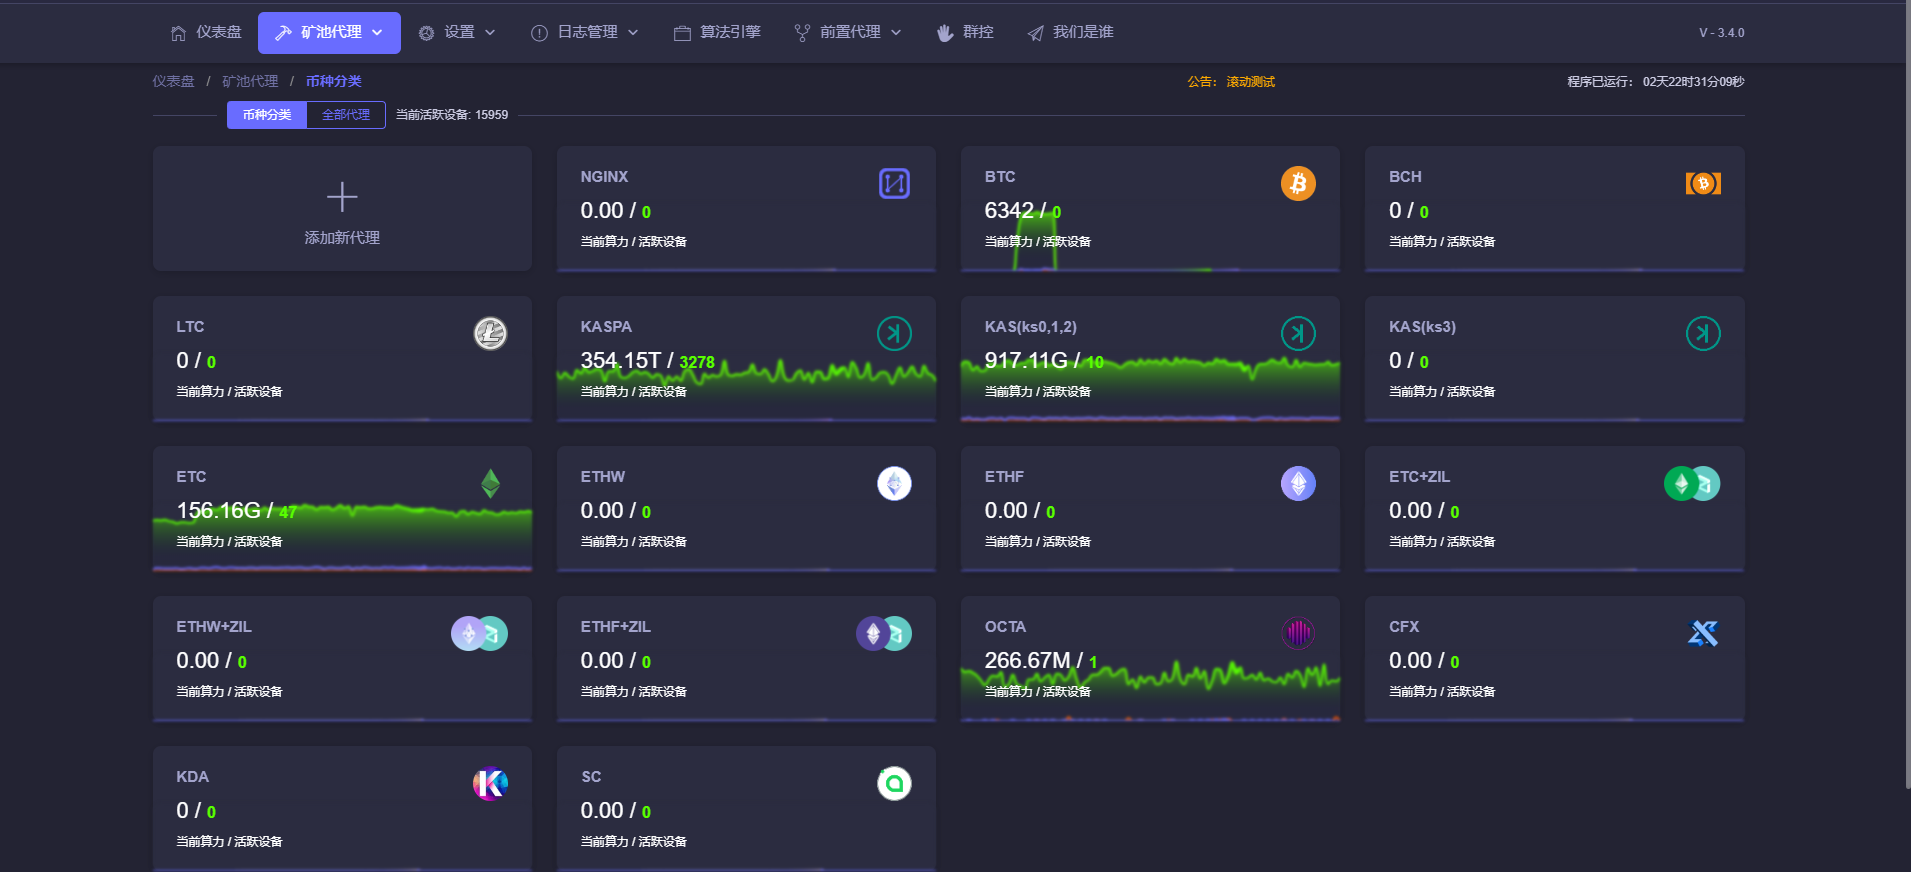 仪表盘 矿池代理 设置 日志管理 算法引擎 前置代理 群控 我们是谁 V - 3.4.0
仪表盘 / 矿池代理 / 币种分类 公告： 滚动测试 程序已运行： 02天22时31分09秒
币种分类 全部代理 当前活跃设备: 15959
添加新代理
NGINX
0.00 / 0
当前算力 / 活跃设备
BTC
6342 / 0
当前算力 / 活跃设备
BCH
0 / 0
当前算力 / 活跃设备
LTC
0 / 0
当前算力 / 活跃设备
KASPA
354.15T / 3278
当前算力 / 活跃设备
KAS(ks0,1,2)
917.11G / 10
当前算力 / 活跃设备
KAS(ks3)
0 / 0
当前算力 / 活跃设备
ETC
156.16G / 47
当前算力 / 活跃设备
ETHW
0.00 / 0
当前算力 / 活跃设备
ETHF
0.00 / 0
当前算力 / 活跃设备
ETC+ZIL
0.00 / 0
当前算力 / 活跃设备
ETHW+ZIL
0.00 / 0
当前算力 / 活跃设备
ETHF+ZIL
0.00 / 0
当前算力 / 活跃设备
OCTA
266.67M / 1
当前算力 / 活跃设备
CFX
0.00 / 0
当前算力 / 活跃设备
KDA
0 / 0
当前算力 / 活跃设备
SC
0.00 / 0
当前算力 / 活跃设备